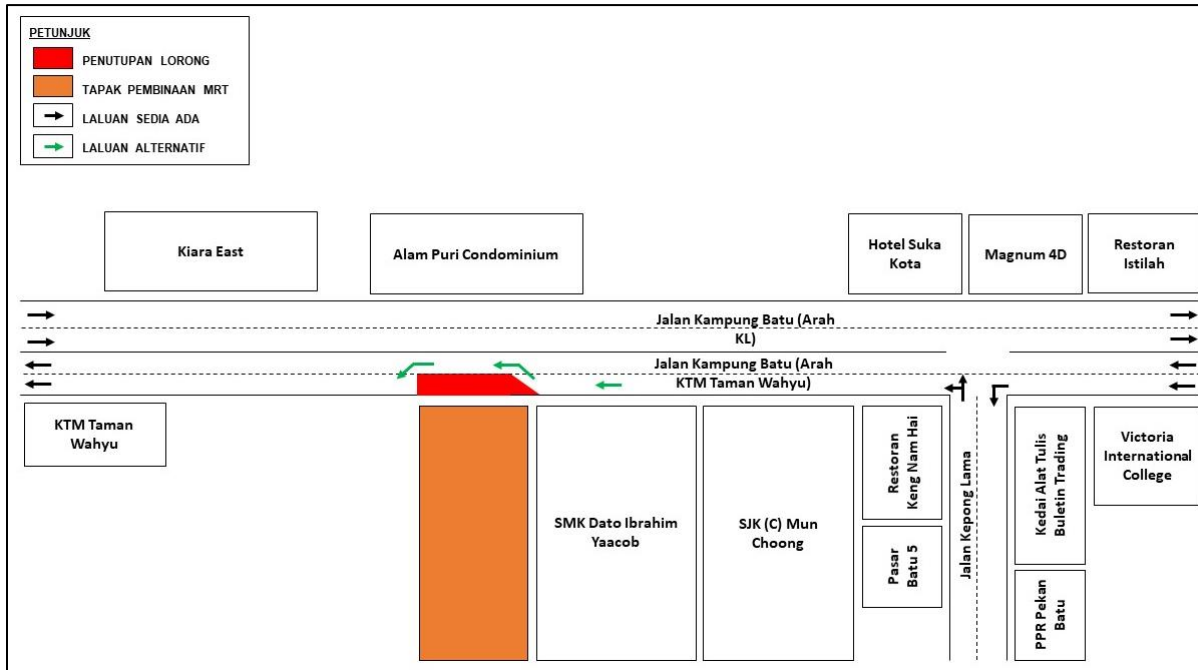 PETUNJUK
PENUTUPAN LORONG
TAPAK PEMBINAAN MRT
LALUAN SEDIA ADA
LALUAN ALTERNATIF
Kiara East
Alam Puri Condominium
Hotel Suka
Kota
Magnum 4D
Restoran
Istilah
Jalan Kampung Batu (Arah
KL)
Jalan Kampung Batu (Arah
KTM Taman Wahyu)
KTM Taman
Wahyu
SMK Dato Ibrahim
Yaacob
SJK (C) Mun
Choong
Restoran
Keng Nam Hai
Pasar
Batu 5
Jalan Kepong Lama
Kedai Alat Tulis
Buletin Trading
PPR Pekan
Batu
Victoria
International
College